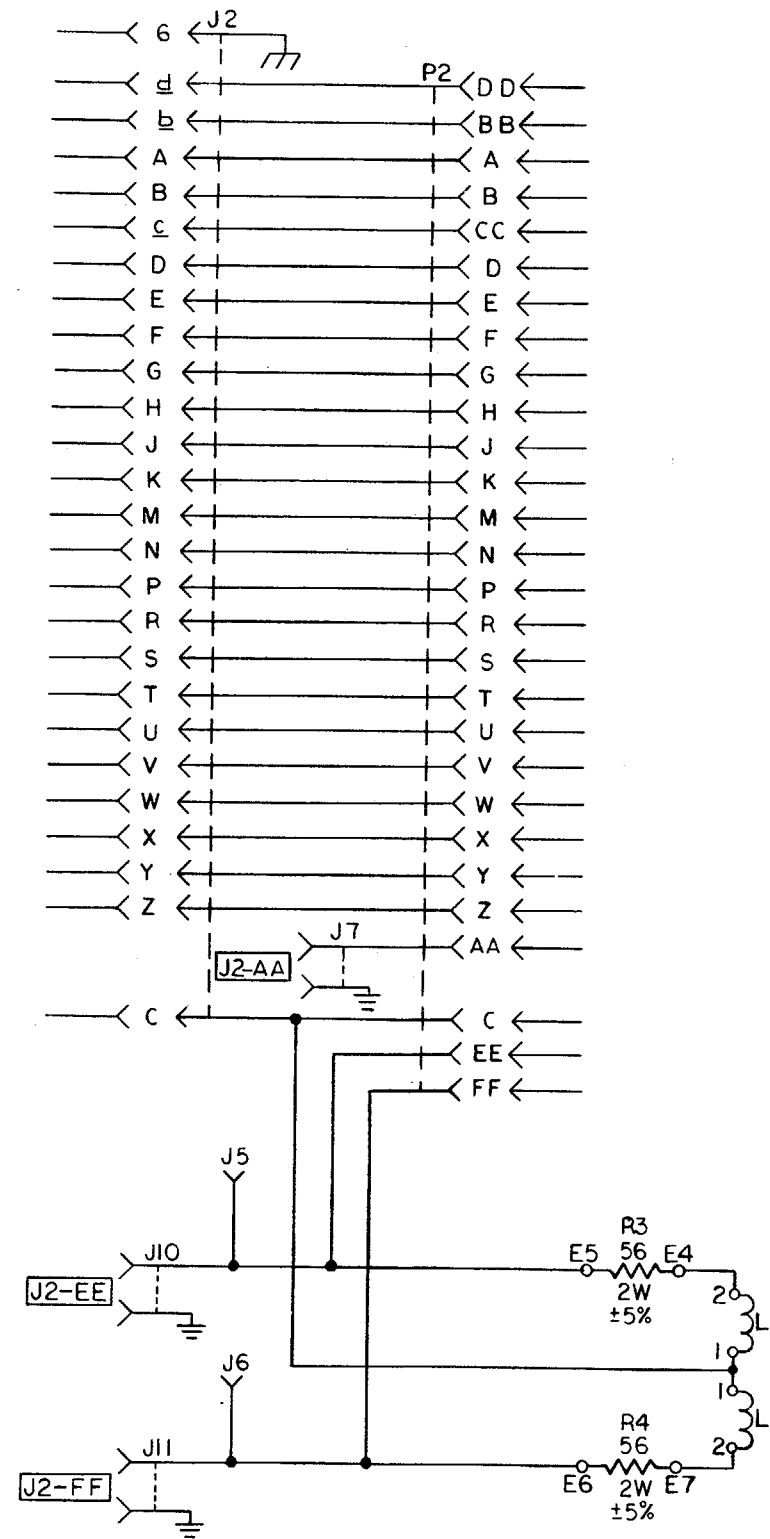 J2
6
P2
d DD
b BB
A A
B B
c CC
D D
E E
F F
G G
H H
J J
K K
M M
N N
P P
R R
S S
T T
U U
V V
W W
X X
Y Y
Z Z
J7
AA
J2-AA
C C
EE
FF
J5
J10
J2-EE
R3
E5 56 E4
2W
±5%
2
L
1
J6
1
L
2
J11
J2-FF
R4
56
E6 2W E7
±5%